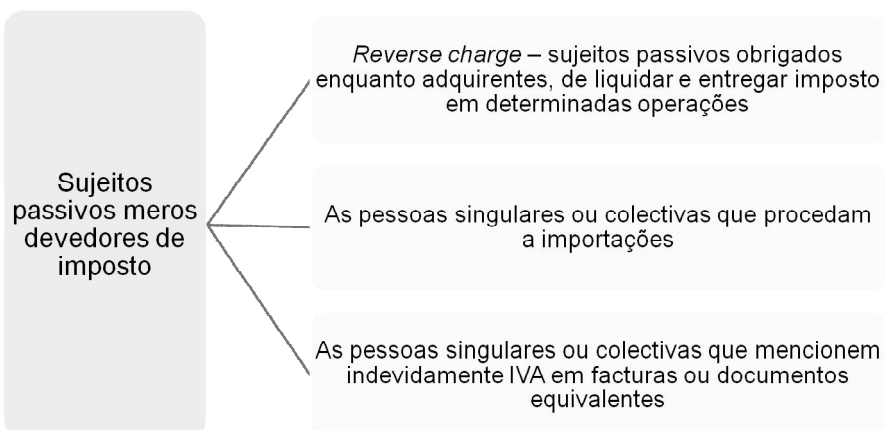 Sujeitos
passivos meros
devedores de
imposto
Reverse charge – sujeitos passivos obrigados
enquanto adquirentes, de liquidar e entregar imposto
em determinadas operações
As pessoas singulares ou colectivas que procedam
a importações
As pessoas singulares ou colectivas que mencionem
indevidamente IVA em facturas ou documentos
equivalentes